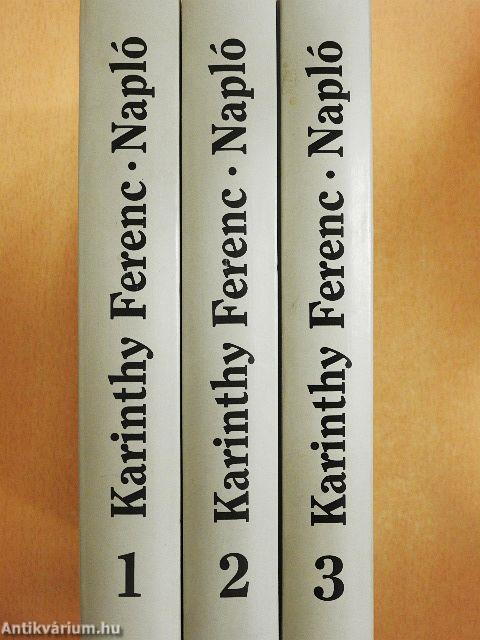 1 Karinthy Ferenc · Napló
2 Karinthy Ferenc · Napló
3 Karinthy Ferenc · Napló
Antikvárium.hu